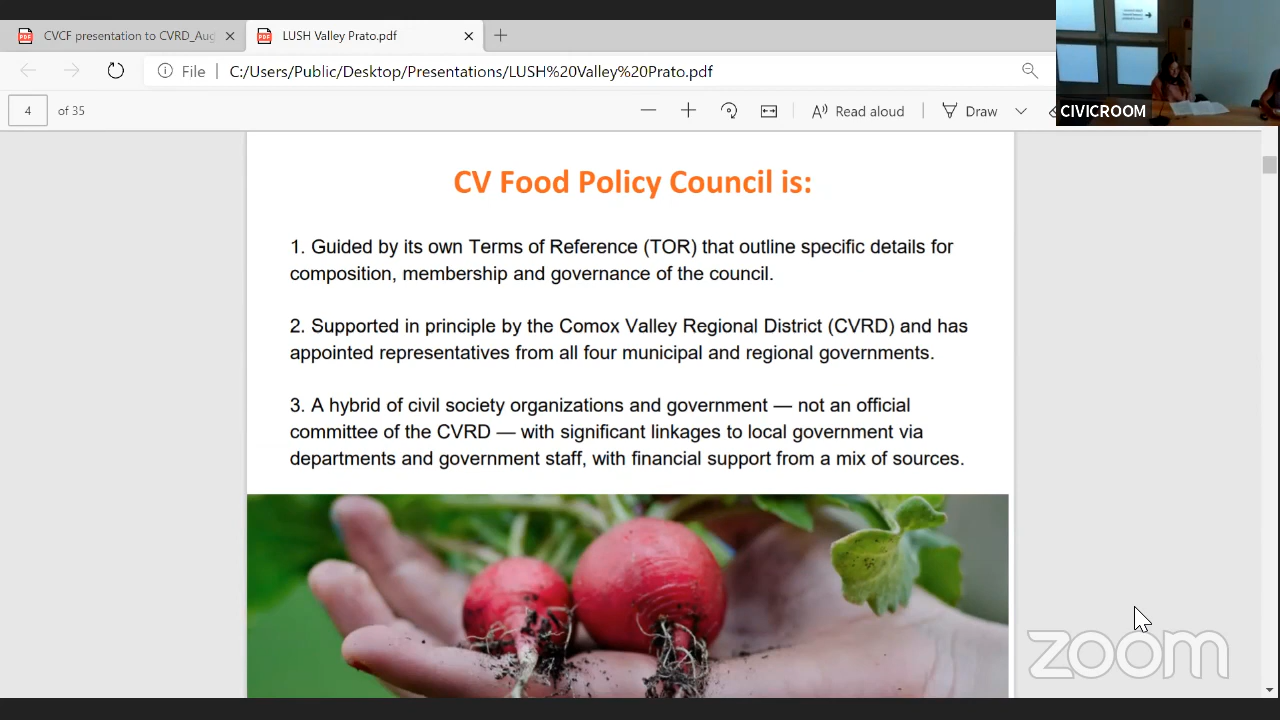 CVCF presentation to CVRD_Aug
LUSH Valley Prato.pdf
File
C:/Users/Public/Desktop/Presentations/LUSH%20Valley%20Prato.pdf
4 of 35
Read aloud
Draw
CIVICROOM
CV Food Policy Council is:
1. Guided by its own Terms of Reference (TOR) that outline specific details for
composition, membership and governance of the council.
2. Supported in principle by the Comox Valley Regional District (CVRD) and has
appointed representatives from all four municipal and regional governments.
3. A hybrid of civil society organizations and government — not an official
committee of the CVRD — with significant linkages to local government via
departments and government staff, with financial support from a mix of sources.
zoom